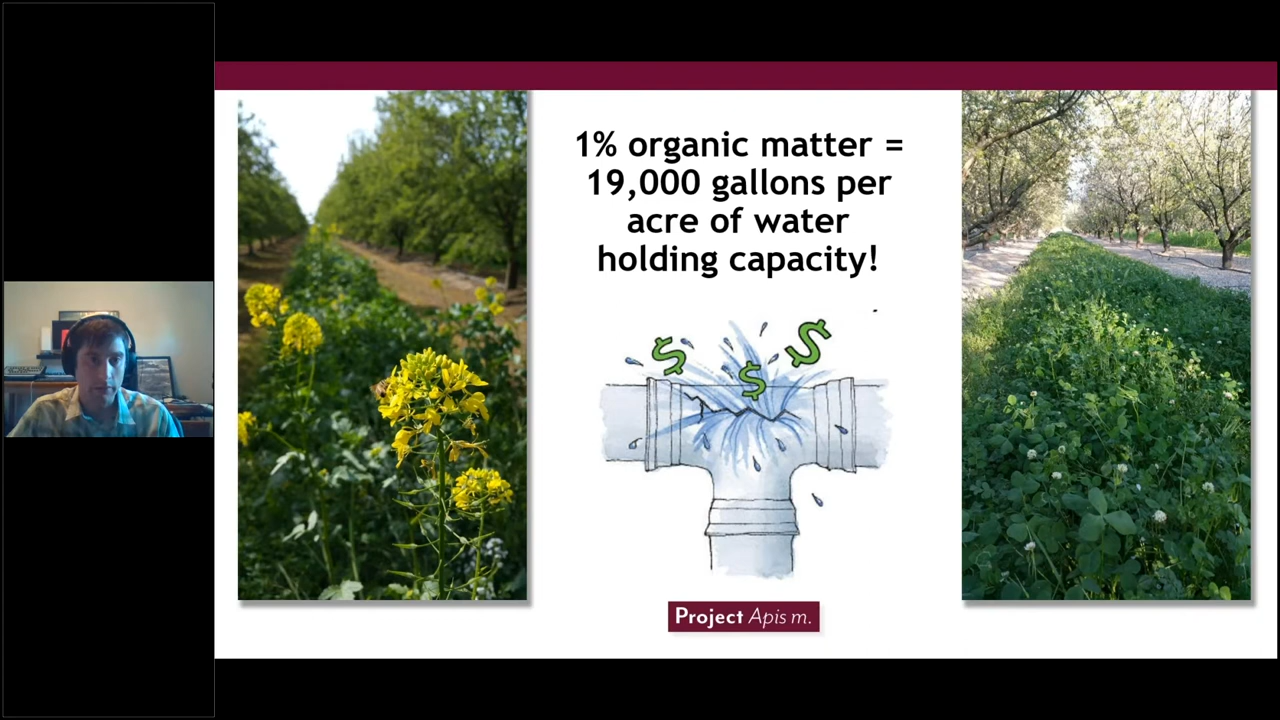 1% organic matter =
19,000 gallons per
acre of water
holding capacity!
$ $ $
Project Apis m.